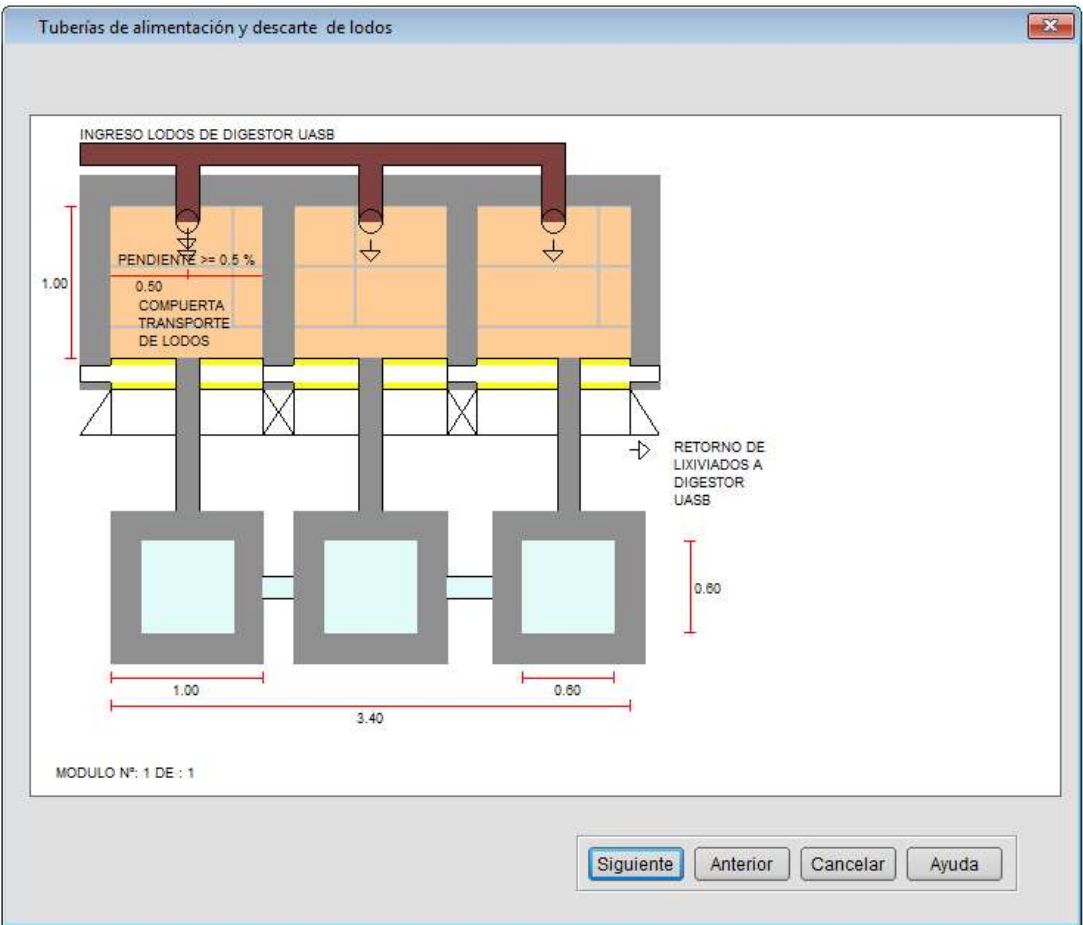 Tuberías de alimentación y descarte de lodos
INGRESO LODOS DE DIGESTOR UASB
PENDIENTE >= 0.5 %
1.00
0.50
COMPUERTA
TRANSPORTE
DE LODOS
RETORNO DE
LIXIVIADOS A
DIGESTOR
UASB
0.60
1.00
0.60
3.40
MODULO Nº: 1 DE : 1
Siguiente
Anterior
Cancelar
Ayuda